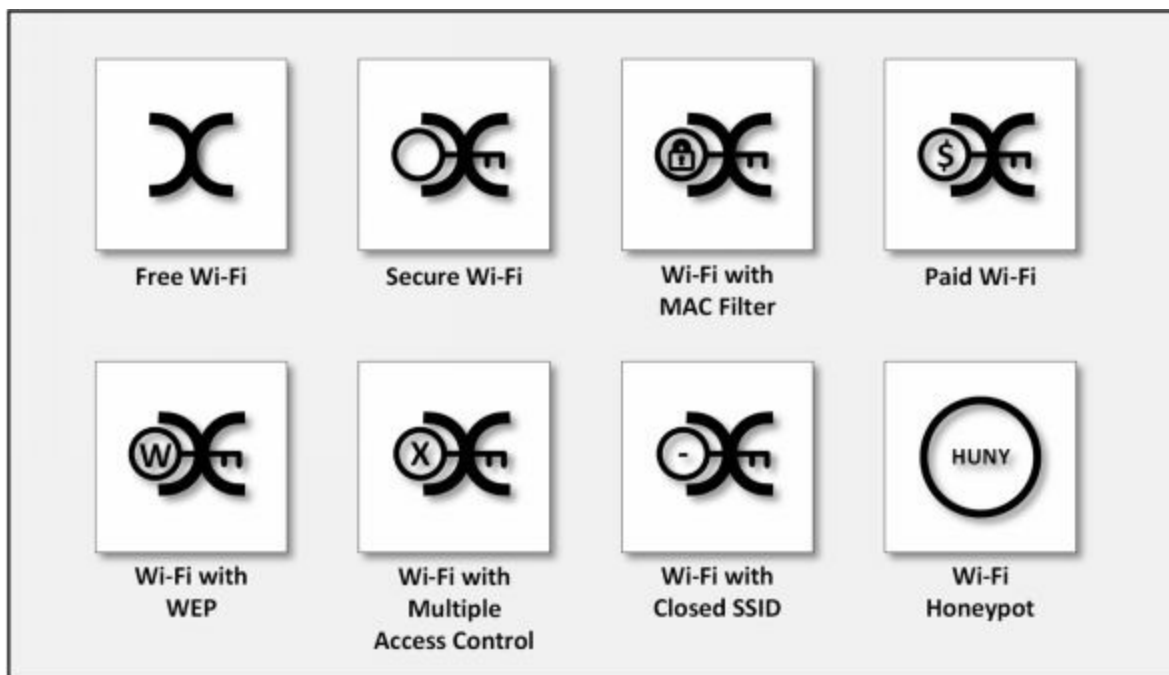 $
Free Wi-Fi
Secure Wi-Fi
Wi-Fi with
MAC Filter
Paid Wi-Fi
W
X
-
HUNY
Wi-Fi with
WEP
Wi-Fi with
Multiple
Access Control
Wi-Fi with
Closed SSID
Wi-Fi
Honeypot